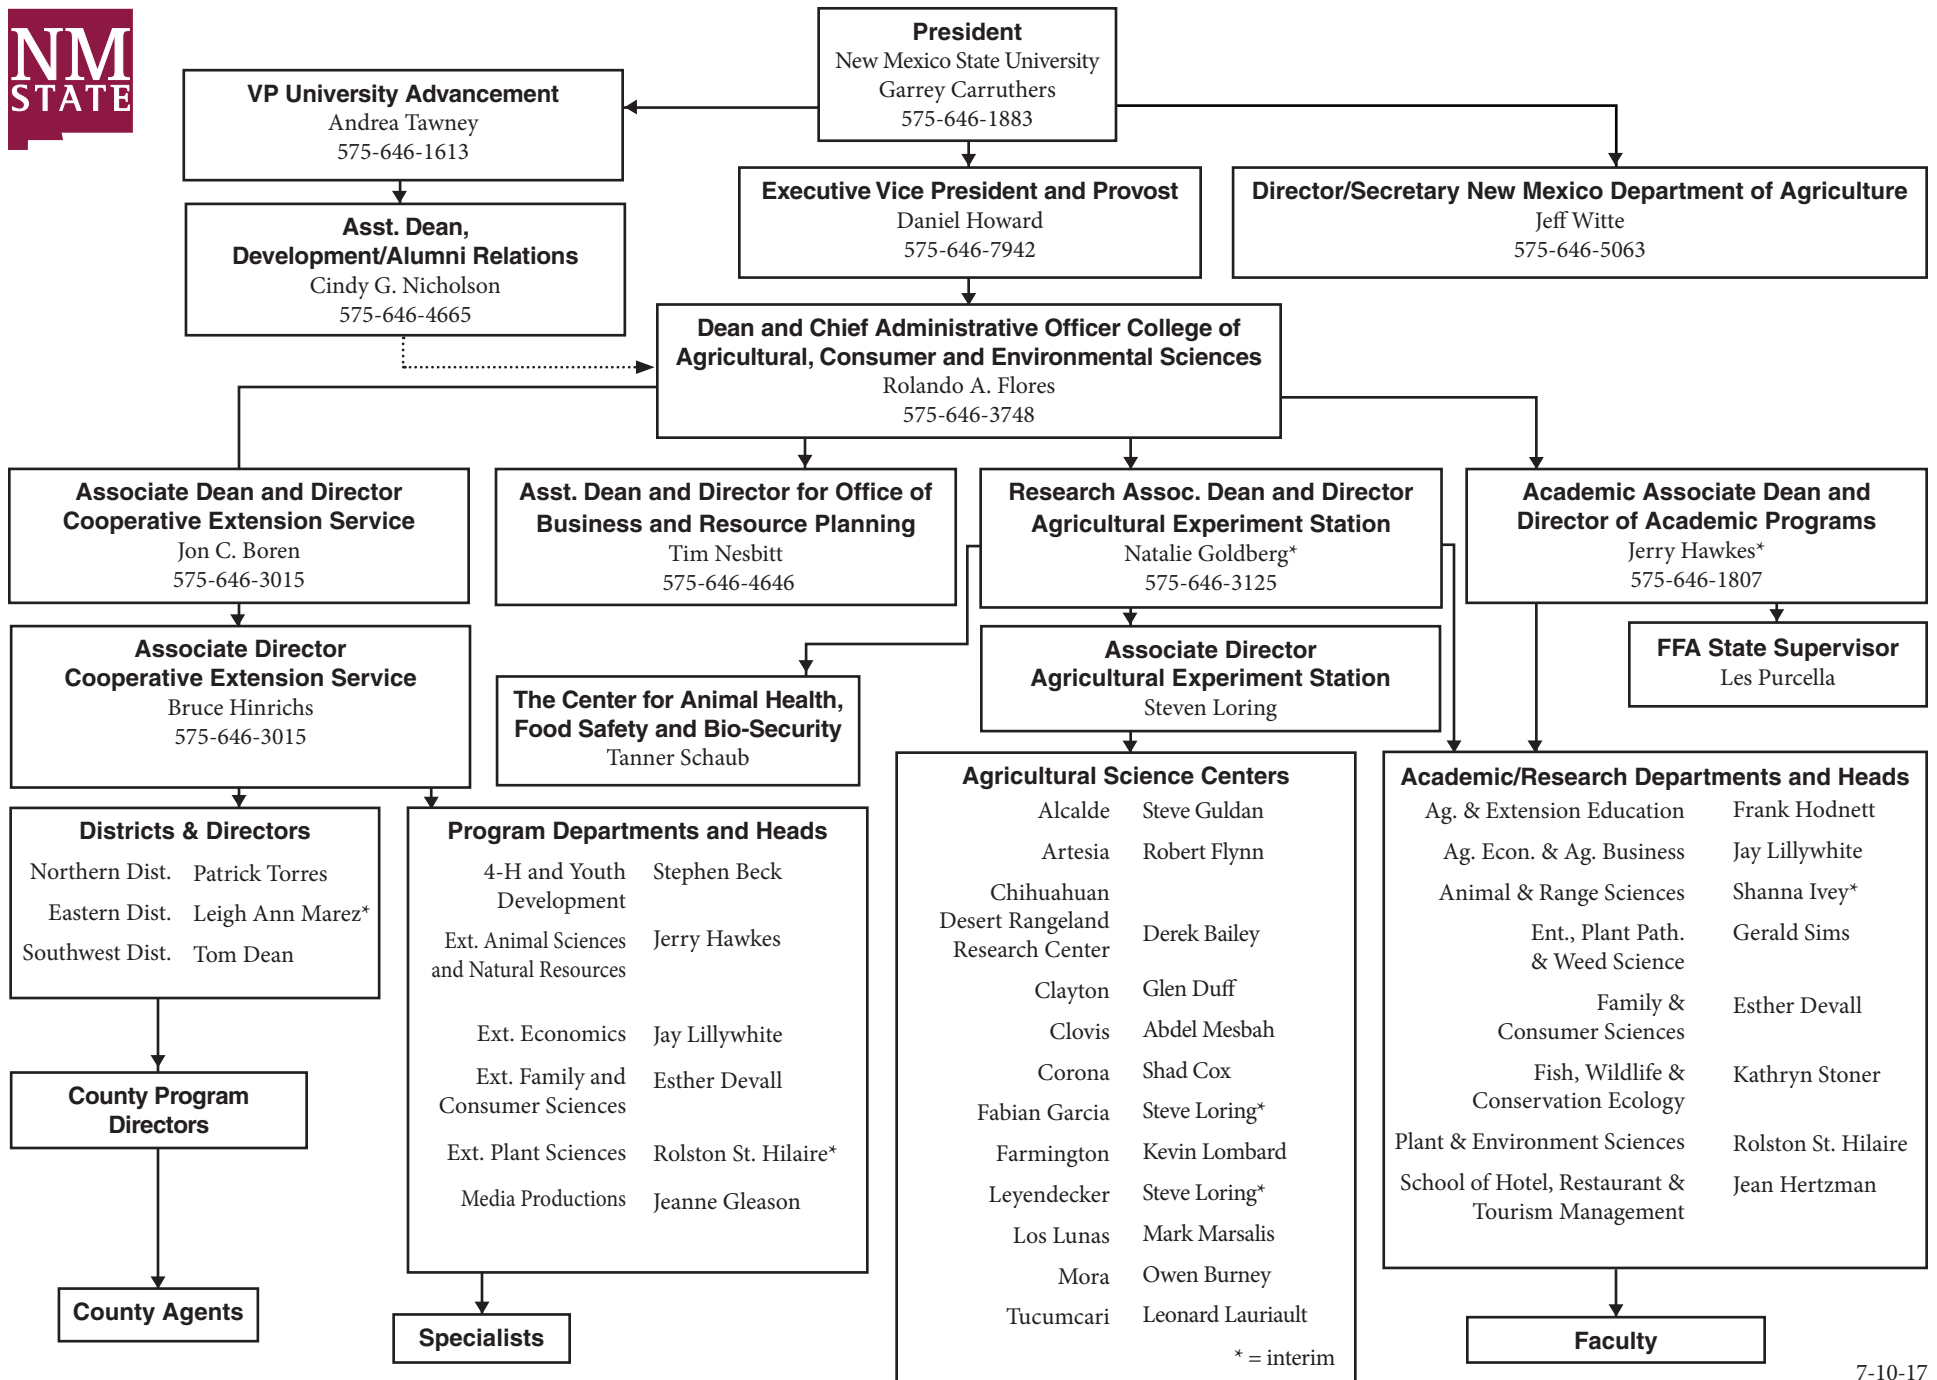 NM
STATE
President
New Mexico State University
Garrey Carruthers
575-646-1883
VP University Advancement
Andrea Tawney
575-646-1613
Executive Vice President and Provost
Daniel Howard
575-646-7942
Director/Secretary New Mexico Department of Agriculture
Jeff Witte
575-646-5063
Asst. Dean,
Development/Alumni Relations
Cindy G. Nicholson
575-646-4665
Dean and Chief Administrative Officer College of
Agricultural, Consumer and Environmental Sciences
Rolando A. Flores
575-646-3748
Associate Dean and Director
Cooperative Extension Service
Jon C. Boren
575-646-3015
Asst. Dean and Director for Office of
Business and Resource Planning
Tim Nesbitt
575-646-4646
Research Assoc. Dean and Director
Agricultural Experiment Station
Natalie Goldberg*
575-646-3125
Academic Associate Dean and
Director of Academic Programs
Jerry Hawkes*
575-646-1807
Associate Director
Cooperative Extension Service
Bruce Hinrichs
575-646-3015
The Center for Animal Health,
Food Safety and Bio-Security
Tanner Schaub
Associate Director
Agricultural Experiment Station
Steven Loring
FFA State Supervisor
Les Purcella
Districts & Directors
Northern Dist. Patrick Torres
Eastern Dist. Leigh Ann Marez*
Southwest Dist. Tom Dean
County Program
Directors
County Agents
Program Departments and Heads
4-H and Youth Stephen Beck
Development
Ext. Animal Sciences Jerry Hawkes
and Natural Resources
Ext. Economics Jay Lillywhite
Ext. Family and Esther Devall
Consumer Sciences
Ext. Plant Sciences Rolston St. Hilaire*
Media Productions Jeanne Gleason
Specialists
Agricultural Science Centers
Alcalde Steve Guldan
Artesia Robert Flynn
Chihuahuan
Desert Rangeland Derek Bailey
Research Center
Clayton Glen Duff
Clovis Abdel Mesbah
Corona Shad Cox
Fabian Garcia Steve Loring*
Farmington Kevin Lombard
Leyendecker Steve Loring*
Los Lunas Mark Marsalis
Mora Owen Burney
Tucumcari Leonard Lauriault
* = interim
Academic/Research Departments and Heads
Ag. & Extension Education Frank Hodnett
Ag. Econ. & Ag. Business Jay Lillywhite
Animal & Range Sciences Shanna Ivey*
Ent., Plant Path. Gerald Sims
& Weed Science
Family & Esther Devall
Consumer Sciences
Fish, Wildlife & Kathryn Stoner
Conservation Ecology
Plant & Environment Sciences Rolston St. Hilaire
School of Hotel, Restaurant & Jean Hertzman
Tourism Management
Faculty
7-10-17